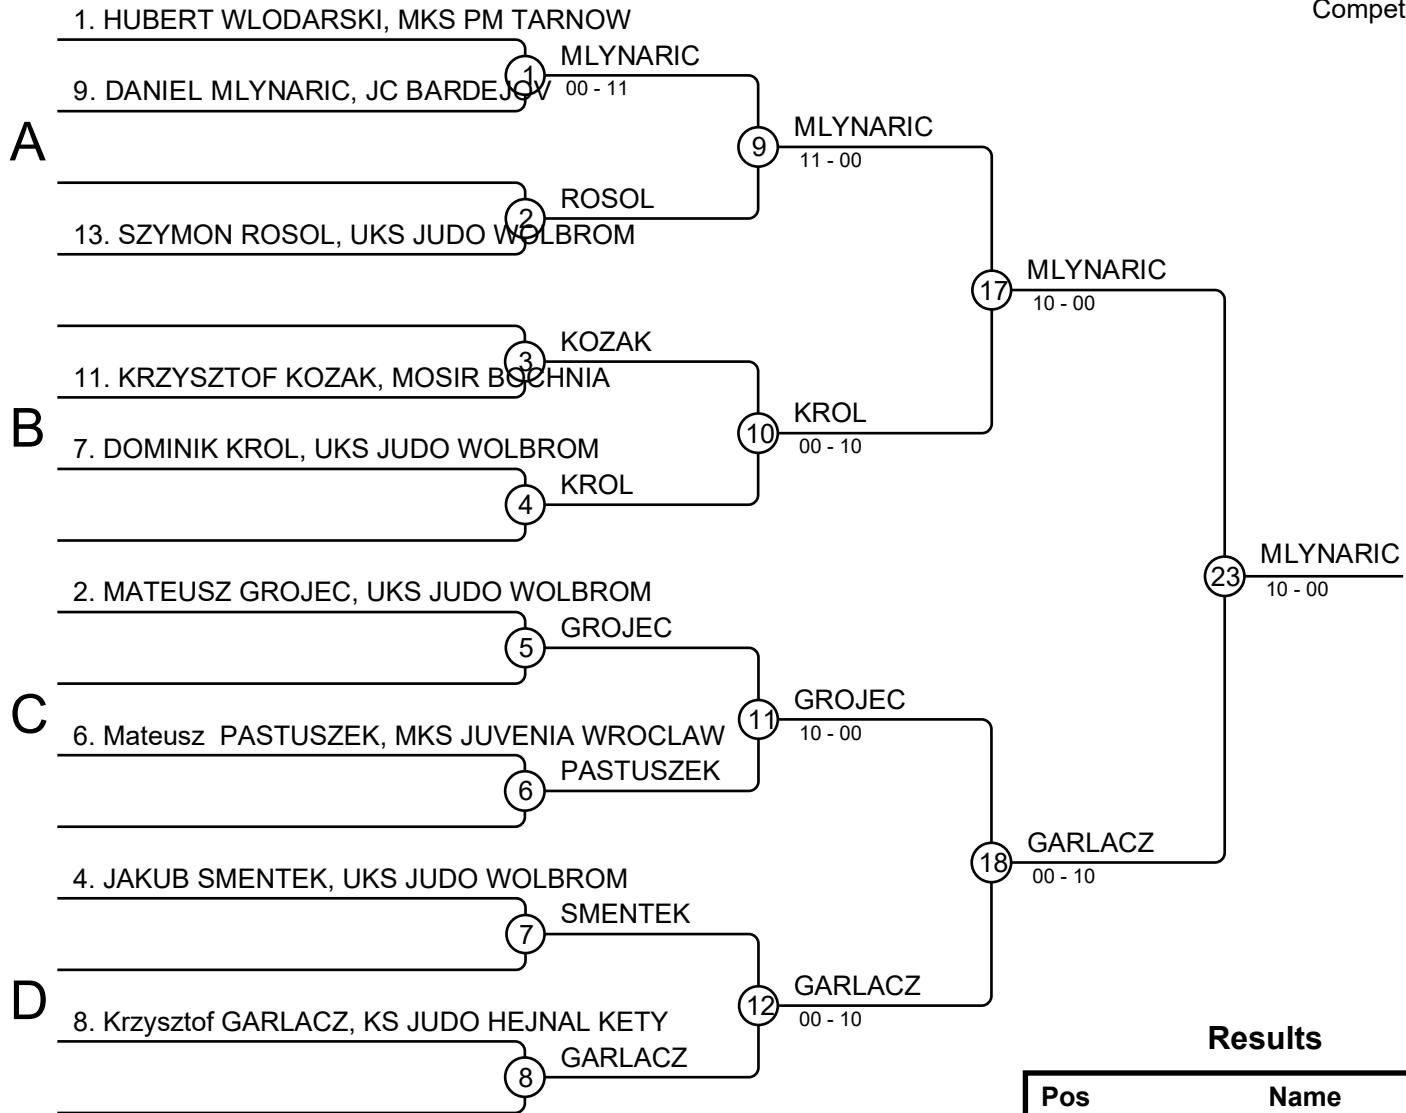 Compet
1. HUBERT WLODARSKI, MKS PM TARNOW
1
MLYNARIC
00 - 11
9. DANIEL MLYNARIC, JC BARDEJOV
A
9
MLYNARIC
11 - 00
2
ROSOL
13. SZYMON ROSOL, UKS JUDO WOLBROM
17
MLYNARIC
10 - 00
3
KOZAK
11. KRZYSZTOF KOZAK, MOSIR BOCHNIA
B
10
KROL
00 - 10
7. DOMINIK KROL, UKS JUDO WOLBROM
4
KROL
23
MLYNARIC
10 - 00
2. MATEUSZ GROJEC, UKS JUDO WOLBROM
5
GROJEC
C
11
GROJEC
10 - 00
6. Mateusz  PASTUSZEK, MKS JUVENIA WROCLAW
6
PASTUSZEK
18
GARLACZ
00 - 10
4. JAKUB SMENTEK, UKS JUDO WOLBROM
7
SMENTEK
D
12
GARLACZ
00 - 10
8. Krzysztof GARLACZ, KS JUDO HEJNAL KETY
8
GARLACZ
Results
Pos Name